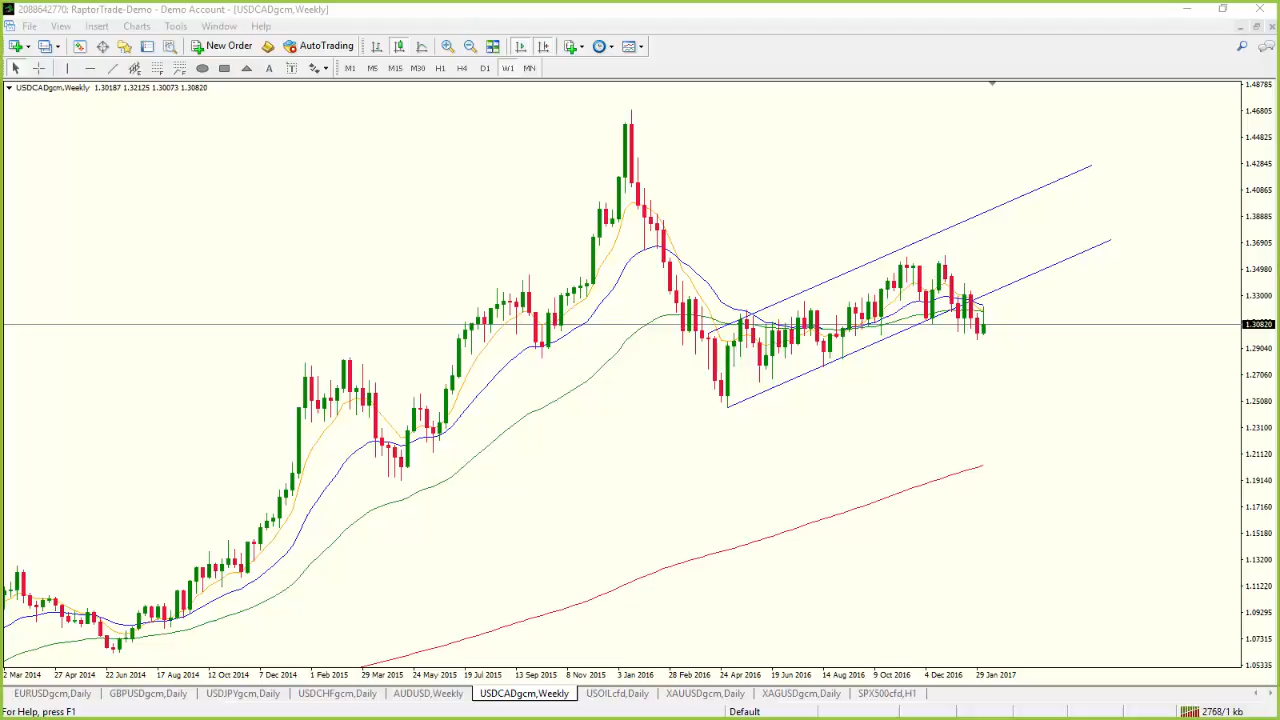 2088642770: RaptorTrade-Demo - Demo Account - [USDCADgcm,Weekly]
File View Insert Charts Tools Window Help
New Order AutoTrading
A T M1 M5 M15 M30 H1 H4 D1 W1 MN
USDCADgcm,Weekly 1.30187 1.32125 1.30073 1.30820
1.48785
1.46805
1.44825
1.42845
1.40865
1.38885
1.36905
1.34980
1.33000
1.30820
1.29040
1.27060
1.25080
1.23100
1.21120
1.19140
1.17160
1.15180
1.13200
1.11220
1.09295
1.07315
1.05335
2 Mar 2014 27 Apr 2014 22 Jun 2014 17 Aug 2014 12 Oct 2014 7 Dec 2014 1 Feb 2015 29 Mar 2015 24 May 2015 19 Jul 2015 13 Sep 2015 8 Nov 2015 3 Jan 2016 28 Feb 2016 24 Apr 2016 19 Jun 2016 14 Aug 2016 9 Oct 2016 4 Dec 2016 29 Jan 2017
EURUSDgcm,Daily GBPUSDgcm,Daily USDJPYgcm,Daily USDCHFgcm,Daily AUDUSD,Weekly USDCADgcm,Weekly USOILcfd,Daily XAUUSDgcm,Daily XAGUSDgcm,Daily SPX500cfd,H1
For Help, press F1 Default 2768/1 kb